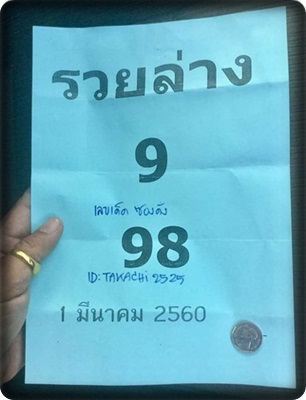 รวยล่าง
9
เลขเด็ด ซองดัง
98
ID: TAWACHI 2525
1 มีนาคม 2560